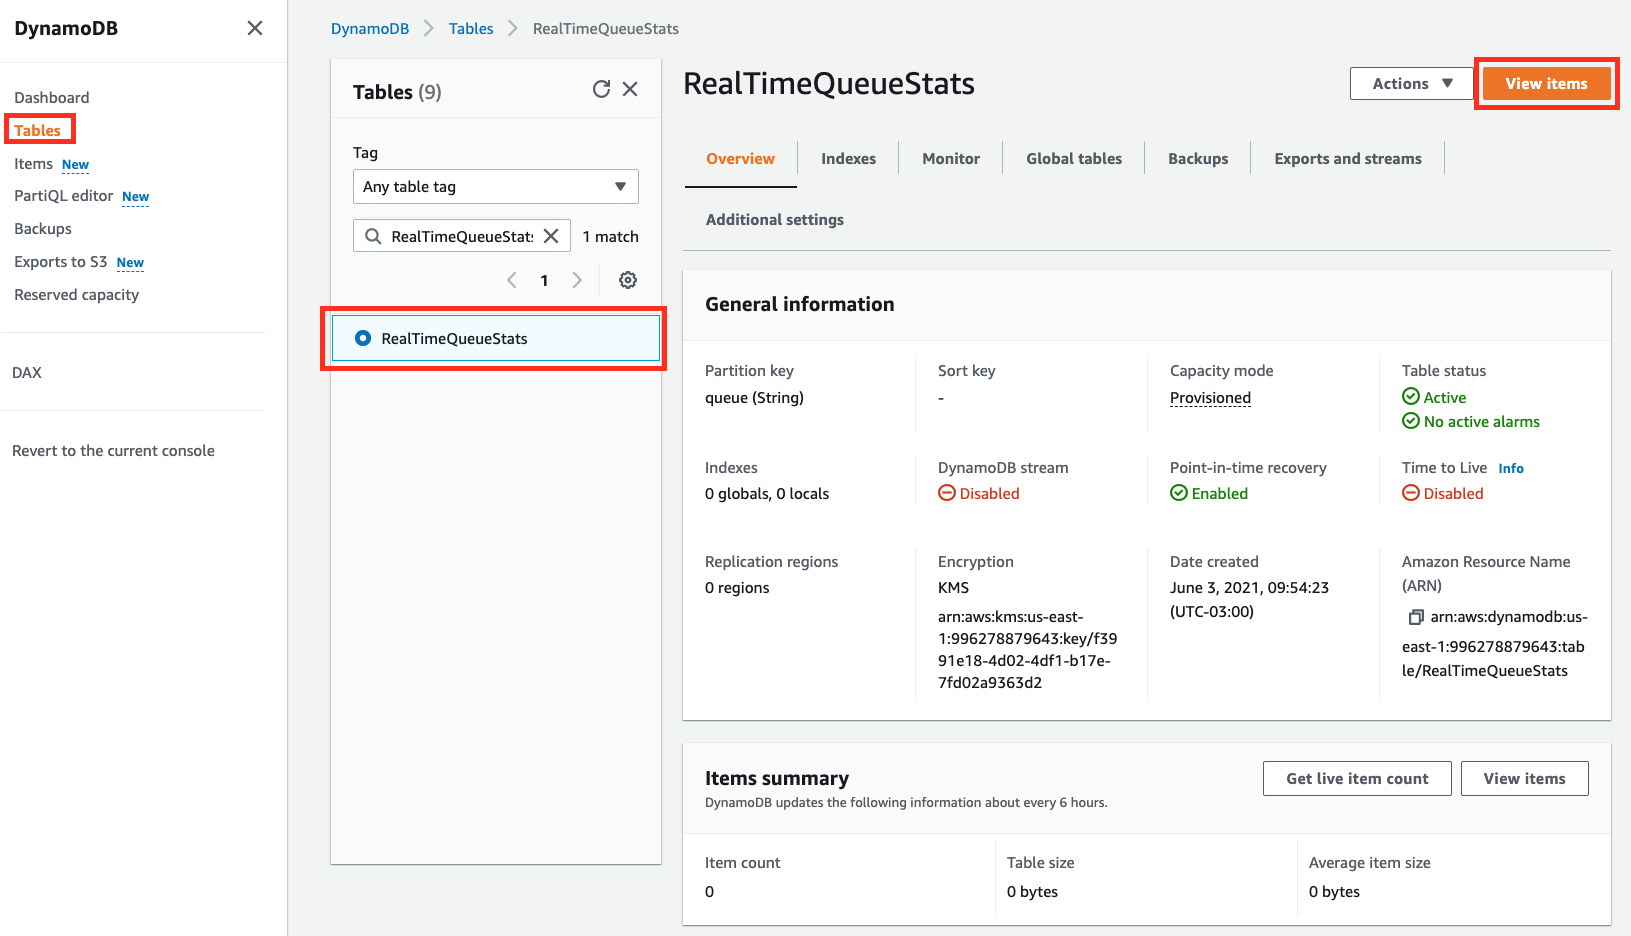 DynamoDB
Dashboard
Tables
Items New
PartiQL editor New
Backups
Exports to S3 New
Reserved capacity
DAX
Revert to the current console
DynamoDB Tables RealTimeQueueStats
Tables (9)
Tag
Any table tag
RealTimeQueueStats 1 match
1
RealTimeQueueStats
RealTimeQueueStats
Actions View items
Overview Indexes Monitor Global tables Backups Exports and streams
Additional settings
General information
Partition key
queue (String)
Sort key
-
Capacity mode
Provisioned
Table status
Active
No active alarms
Indexes
0 globals, 0 locals
DynamoDB stream
Disabled
Point-in-time recovery
Enabled
Time to Live Info
Disabled
Replication regions
0 regions
Encryption
KMS
arn:aws:kms:us-east-
1:996278879643:key/f39
91e18-4d02-4df1-b17e-
7fd02a9363d2
Date created
June 3, 2021, 09:54:23
(UTC-03:00)
Amazon Resource Name
(ARN)
arn:aws:dynamodb:us-
east-1:996278879643:tab
le/RealTimeQueueStats
Items summary
DynamoDB updates the following information about every 6 hours.
Get live item count View items
Item count
0
Table size
0 bytes
Average item size
0 bytes